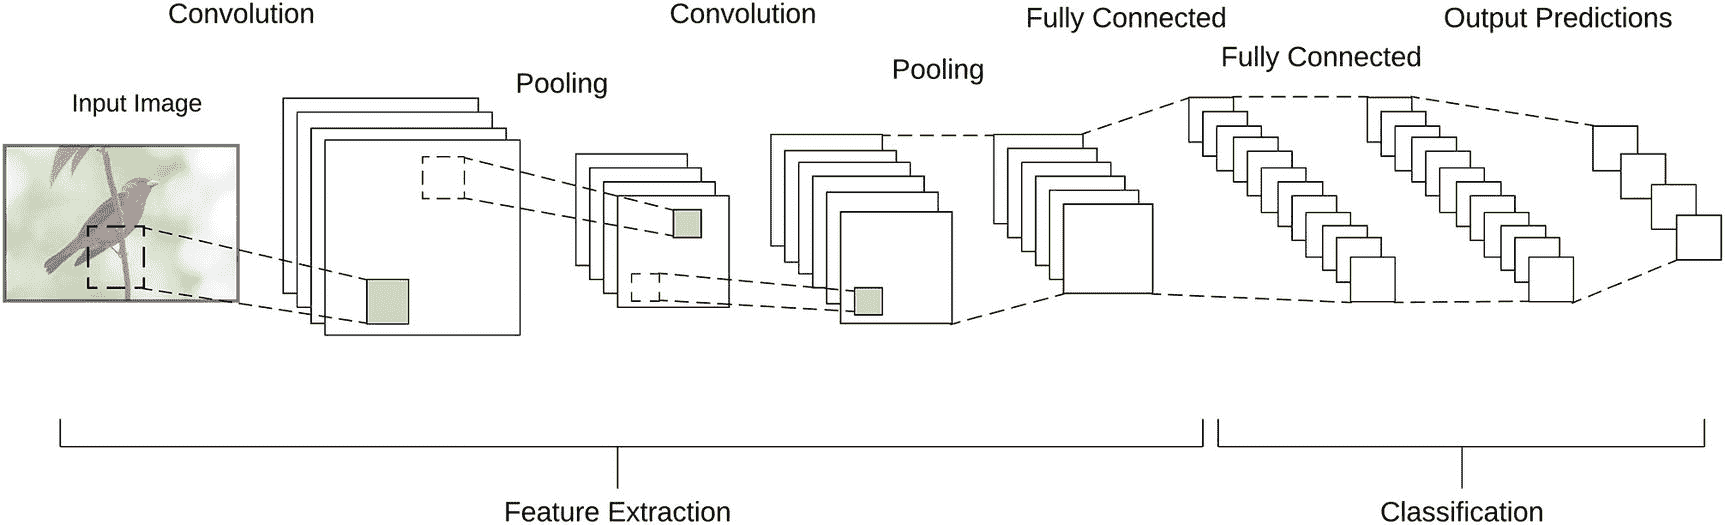 Convolution
Convolution
Fully Connected
Output Predictions
Fully Connected
Pooling
Pooling
Input Image
Feature Extraction
Classification